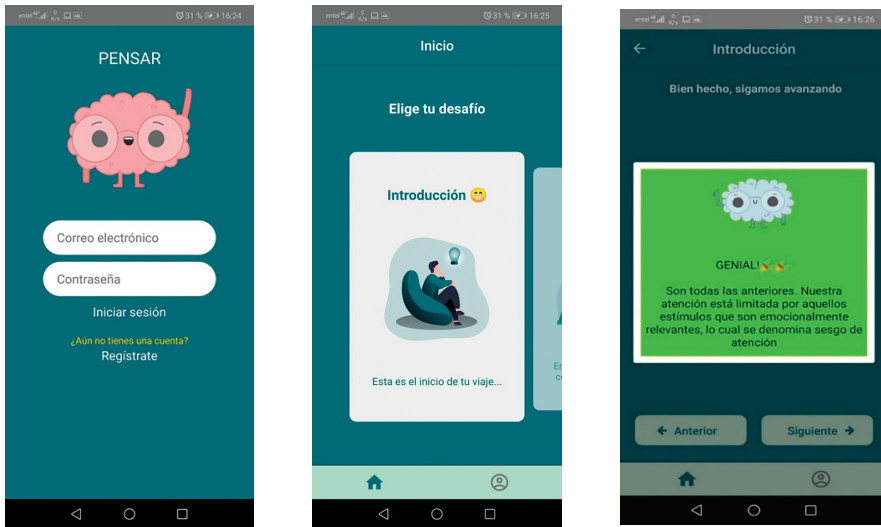 entel 31 % 16:24
PENSAR
Correo electrónico
Contraseña
Iniciar sesión
¿Aún no tienes una cuenta?
Regístrate
entel 31 % 16:25
Inicio
Elige tu desafío
Introducción
Esta es el inicio de tu viaje...
entel 31 % 16:26
Introducción
Bien hecho, sigamos avanzando
GENIAL!
Son todas las anteriores. Nuestra
atención está limitada por aquellos
estímulos que son emocionalmente
relevantes, lo cual se denomina sesgo de
atención
Anterior
Siguiente